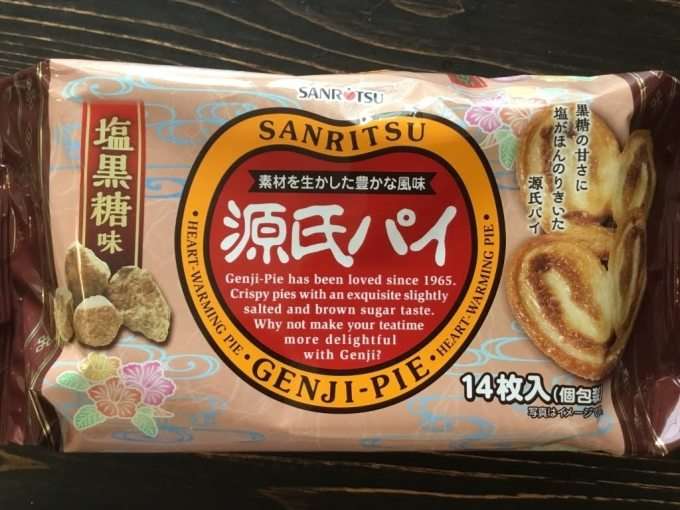 SANRITSU
SANRITSU
素材を生かした豊かな風味
源氏パイ
Genji-Pie has been loved since 1965.
Crispy pies with an exquisite slightly
salted and brown sugar taste.
Why not make your teatime
more delightful
with Genji?
・HEART-WARMING PIE・
・HEART-WARMING PIE・
GENJI-PIE
塩黒糖味
黒糖の甘さに
塩がほんのりきいた
源氏パイ
14枚入(個包装
写真はイメージ